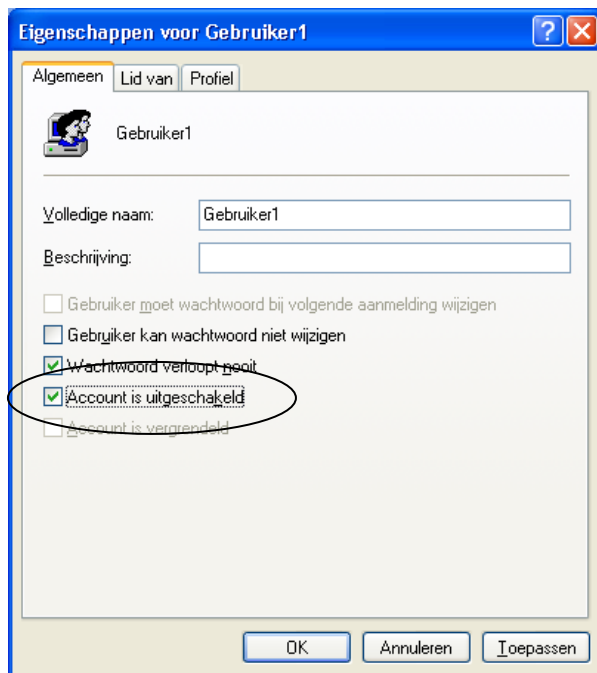 Eigenschappen voor Gebruiker1
Algemeen Lid van Profiel
Gebruiker1
Volledige naam: Gebruiker1
Beschrijving:
Gebruiker moet wachtwoord bij volgende aanmelding wijzigen
Gebruiker kan wachtwoord niet wijzigen
Wachtwoord verloopt nooit
Account is uitgeschakeld
Account is vergrendeld
OK Annuleren Toepassen